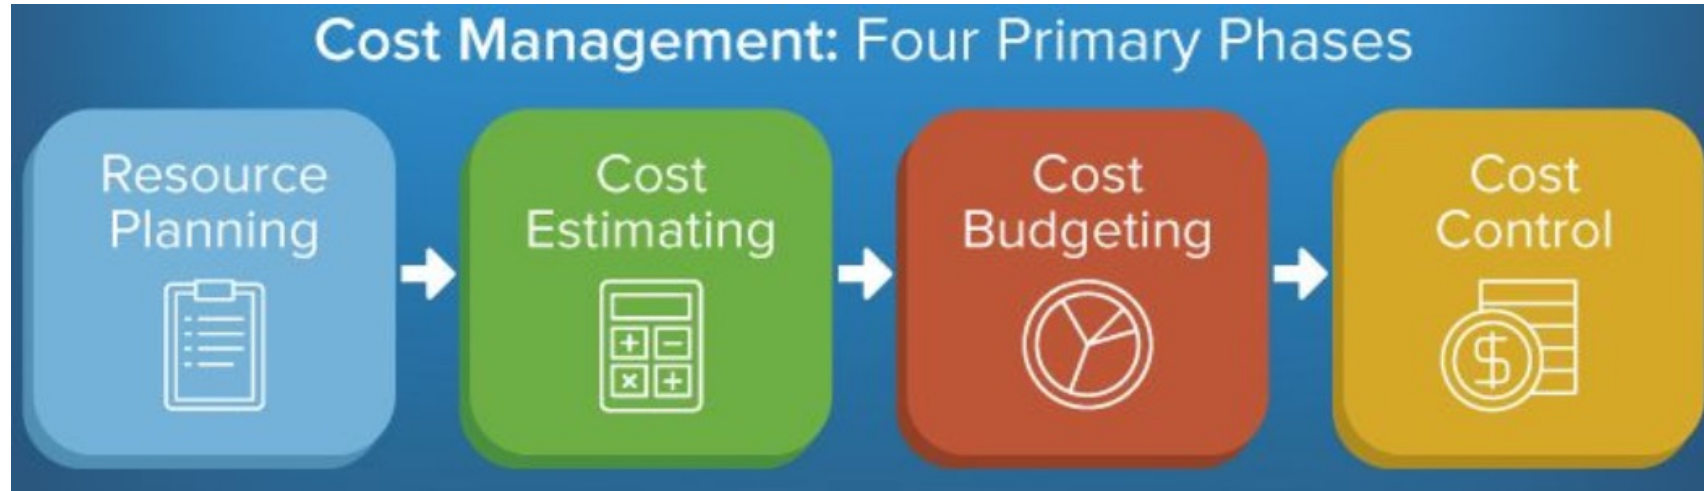 Cost Management: Four Primary Phases
Resource
Planning
Cost
Estimating
Cost
Budgeting
Cost
Control
$